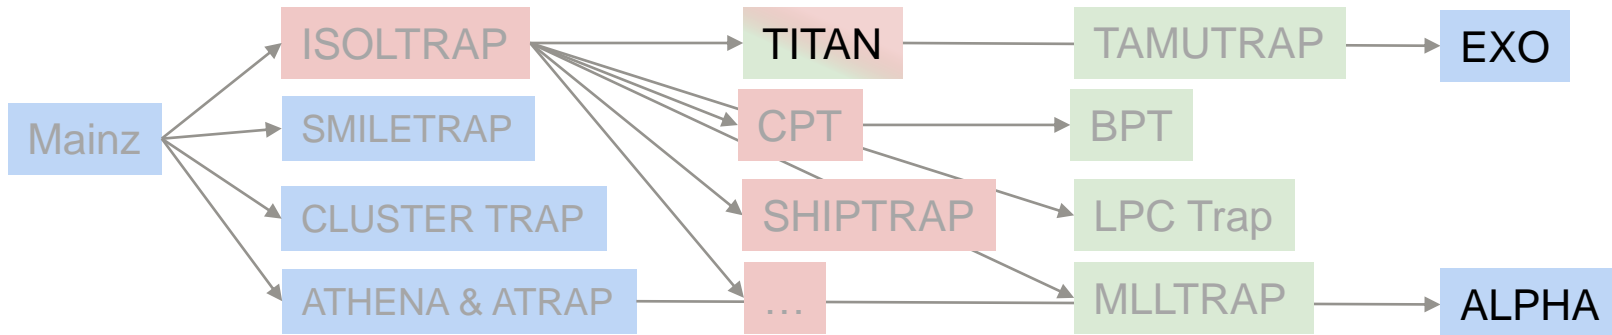 ISOLTRAP
TITAN
TAMUTRAP
EXO
Mainz
SMILETRAP
CPT
BPT
CLUSTER TRAP
SHIPTRAP
LPC Trap
ATHENA & ATRAP
…
MLLTRAP
ALPHA